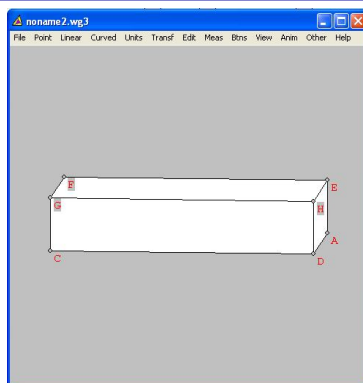 noname2.wg3
File Point Linear Curved Units Transf Edit Meas Btns View Anim Other Help
F
E
G
H
A
C
D